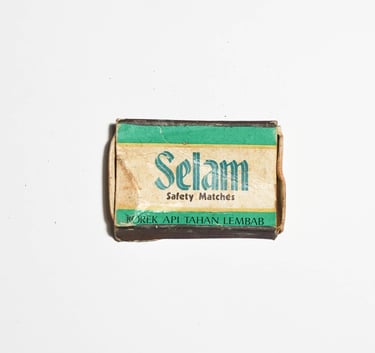 Selam
Safety Matches
KOREK API TAHAN LEMBAB